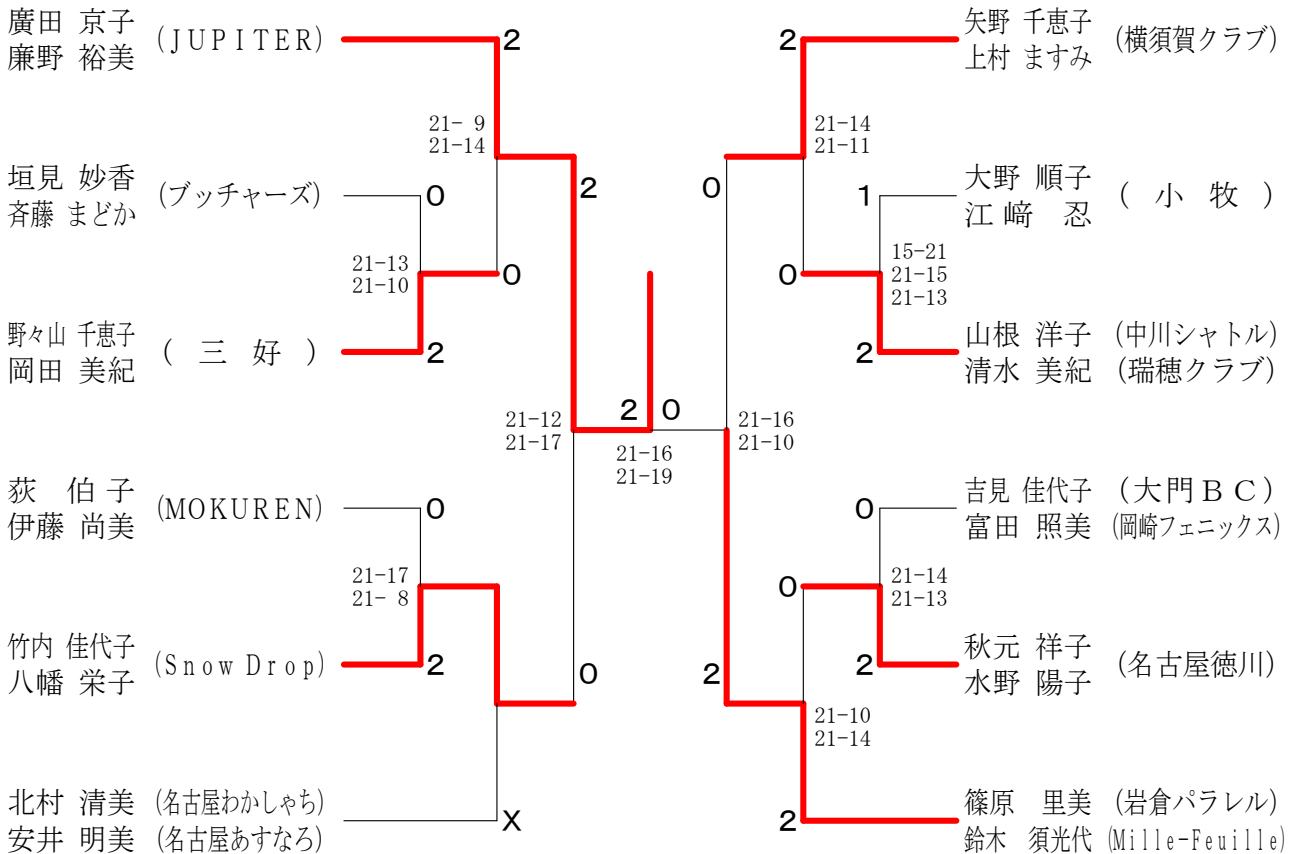 廣田 京子
廉野 裕美
(JUPITER)
2
21- 9
21-14
垣見 妙香
斉藤 まどか
(ブッチャーズ)
0
2
21-13
21-10
0
野々山 千恵子
岡田 美紀
( 三 好 )
2
21-12
21-17
2
0
21-16
21-19
荻 伯子
伊藤 尚美
(MOKUREN)
0
21-17
21- 8
竹内 佳代子
八幡 栄子
(Snow Drop)
2
0
北村 清美 (名古屋わかしゃち)
安井 明美 (名古屋あすなろ)
X
2
矢野 千恵子
上村 ますみ
(横須賀クラブ)
21-14
21-11
0
1
大野 順子
江﨑 忍
( 小 牧 )
0
15-21
21-15
21-13
2
山根 洋子 (中川シャトル)
清水 美紀 (瑞穂クラブ)
21-16
21-10
0
吉見 佳代子 (大門BC)
富田 照美 (岡崎フェニックス)
0
21-14
21-13
2
2
秋元 祥子
水野 陽子
(名古屋徳川)
21-10
21-14
2
篠原 里美 (岩倉パラレル)
鈴木 須光代 (Mille-Feuille)